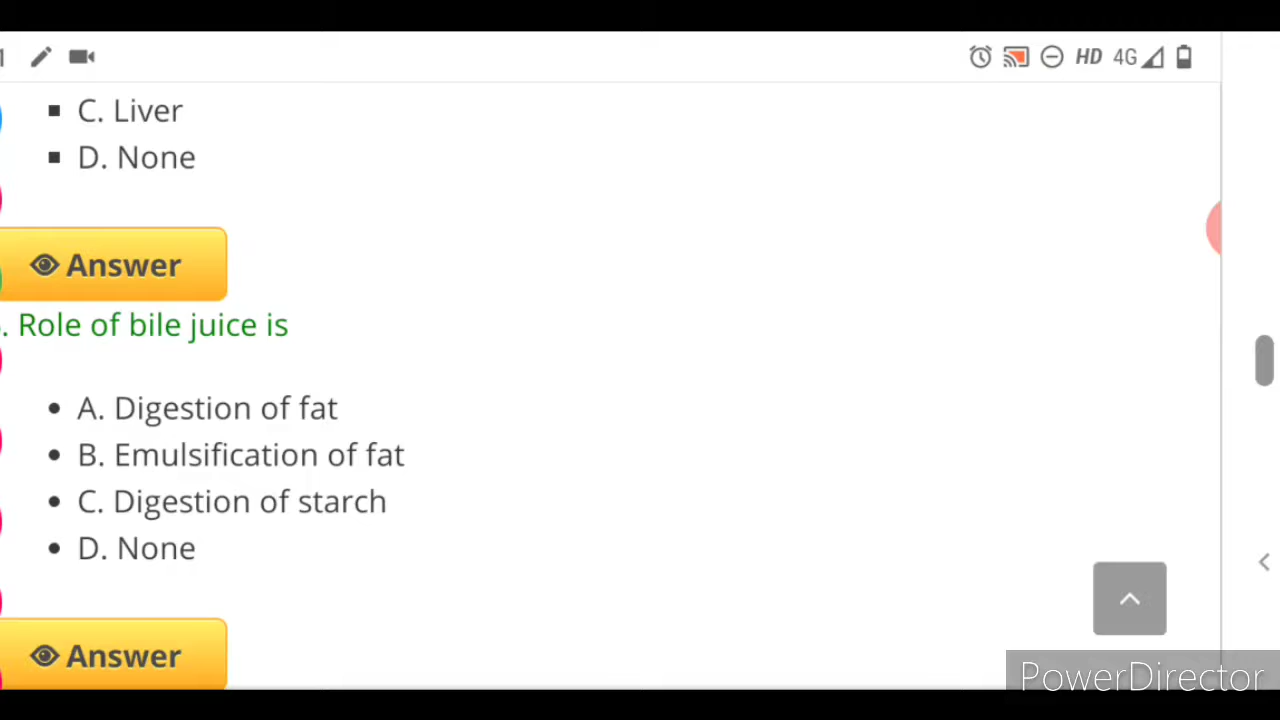 HD 4G
C. Liver
D. None
Answer
. Role of bile juice is
A. Digestion of fat
B. Emulsification of fat
C. Digestion of starch
D. None
Answer
PowerDirector